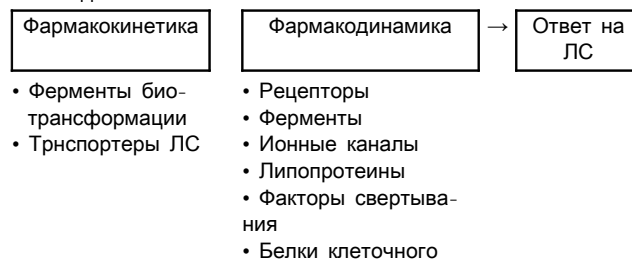 Фармакокинетика
Фармакодинамика → Ответ на
ЛС
• Ферменты био-
трансформации
• Трнспортеры ЛС
• Рецепторы
• Ферменты
• Ионные каналы
• Липопротеины
• Факторы свертыва-
ния
• Белки клеточного